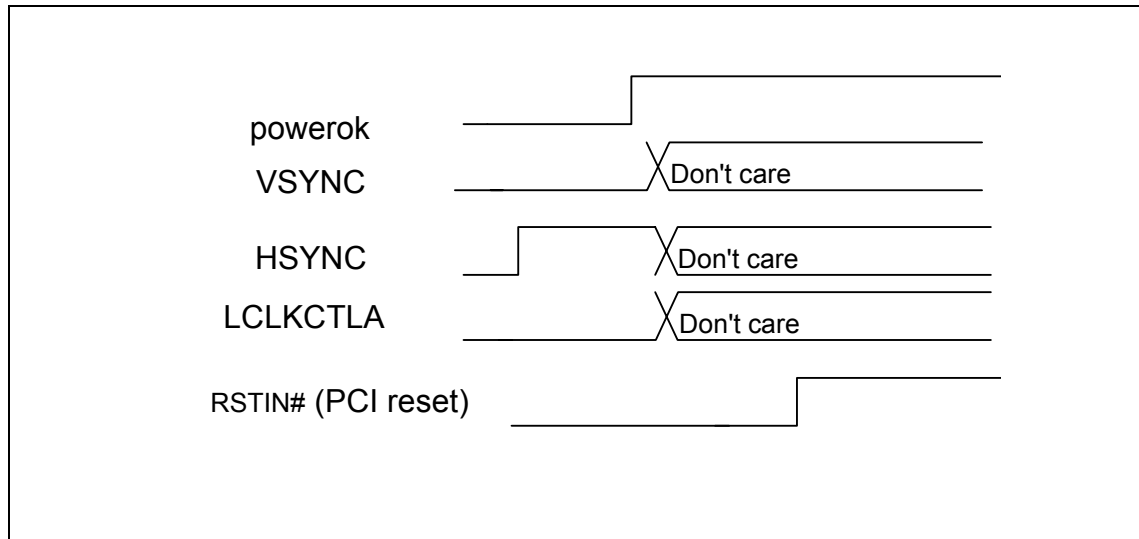 powerok
VSYNC
Don't care
HSYNC
Don't care
LCLKCTLA
Don't care
RSTIN# (PCI reset)